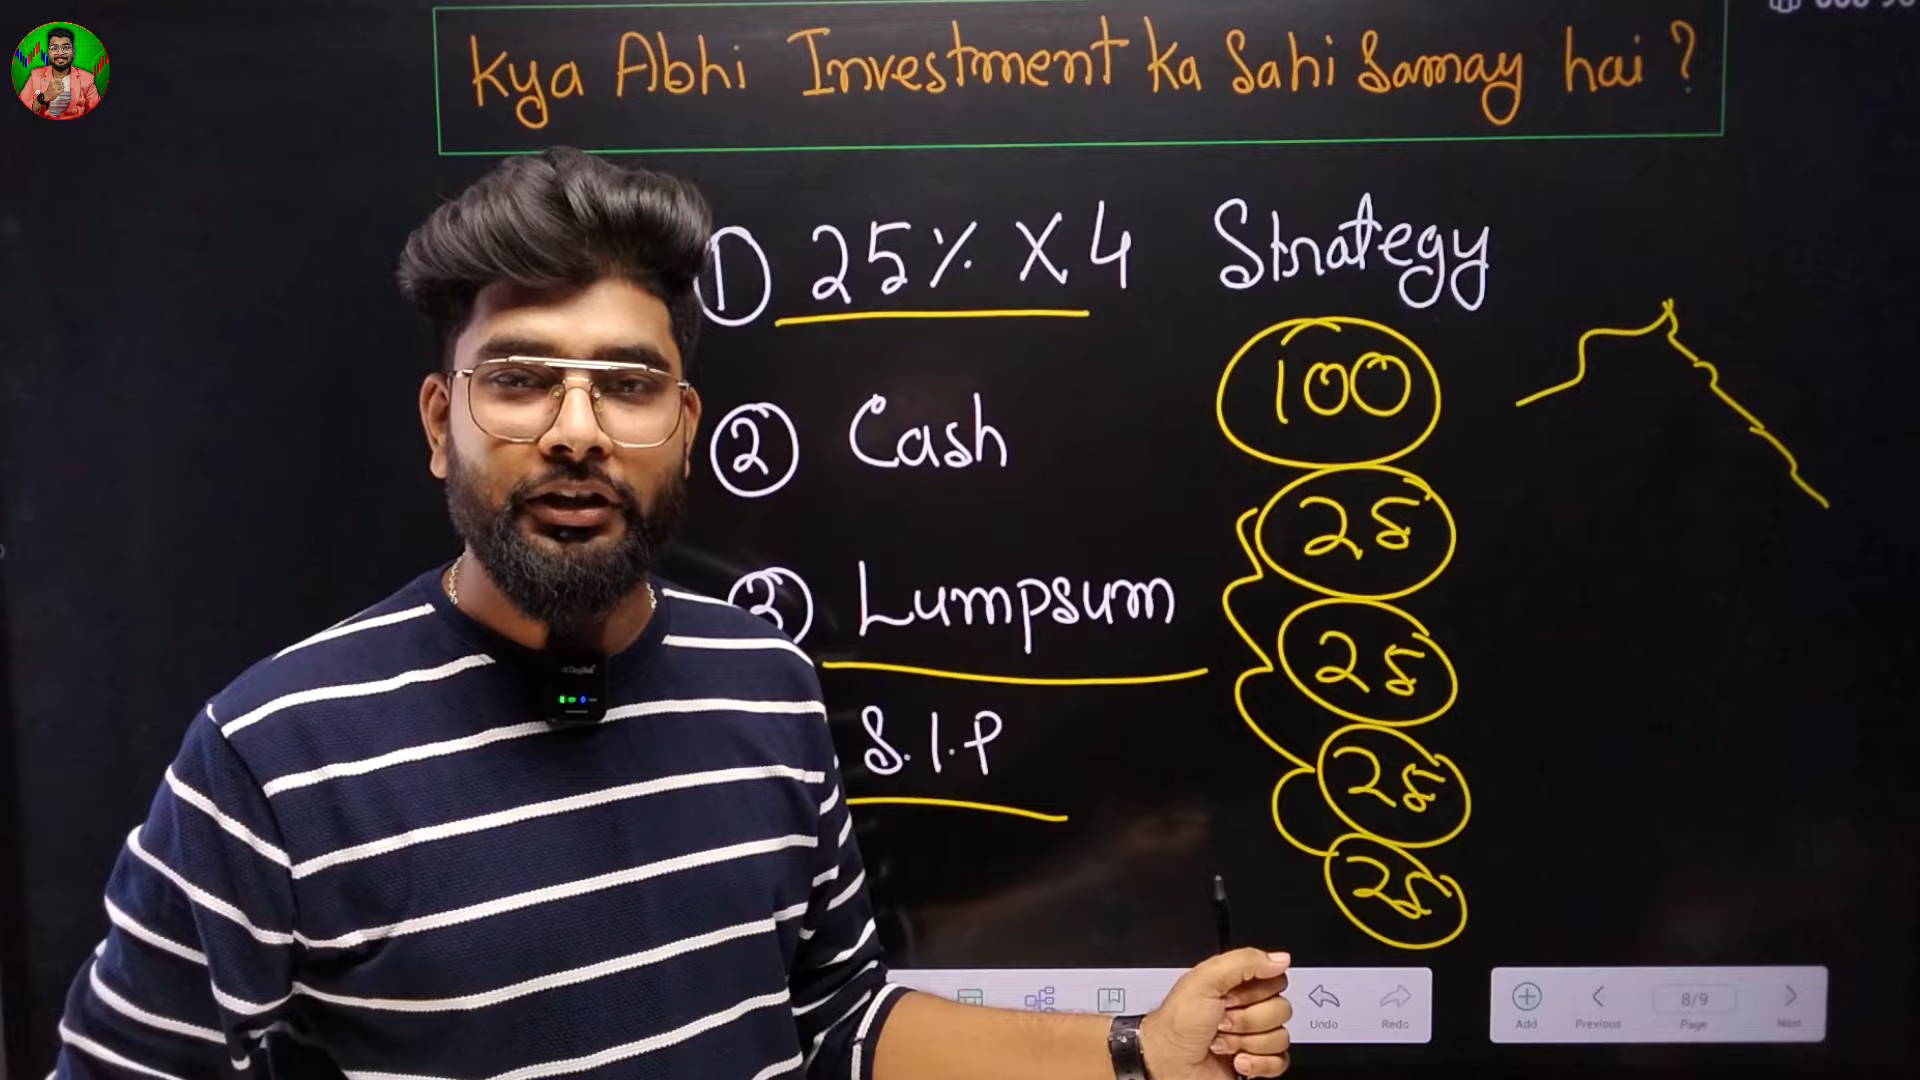 Kya Abhi Investment Ka Sahi Samay hai ?
① 25% X 4 Strategy
100
② Cash
25
③ Lumpsum
25
S.I.P
25
25
Undo
Redo
Add
Previous
8/9
Page
Next